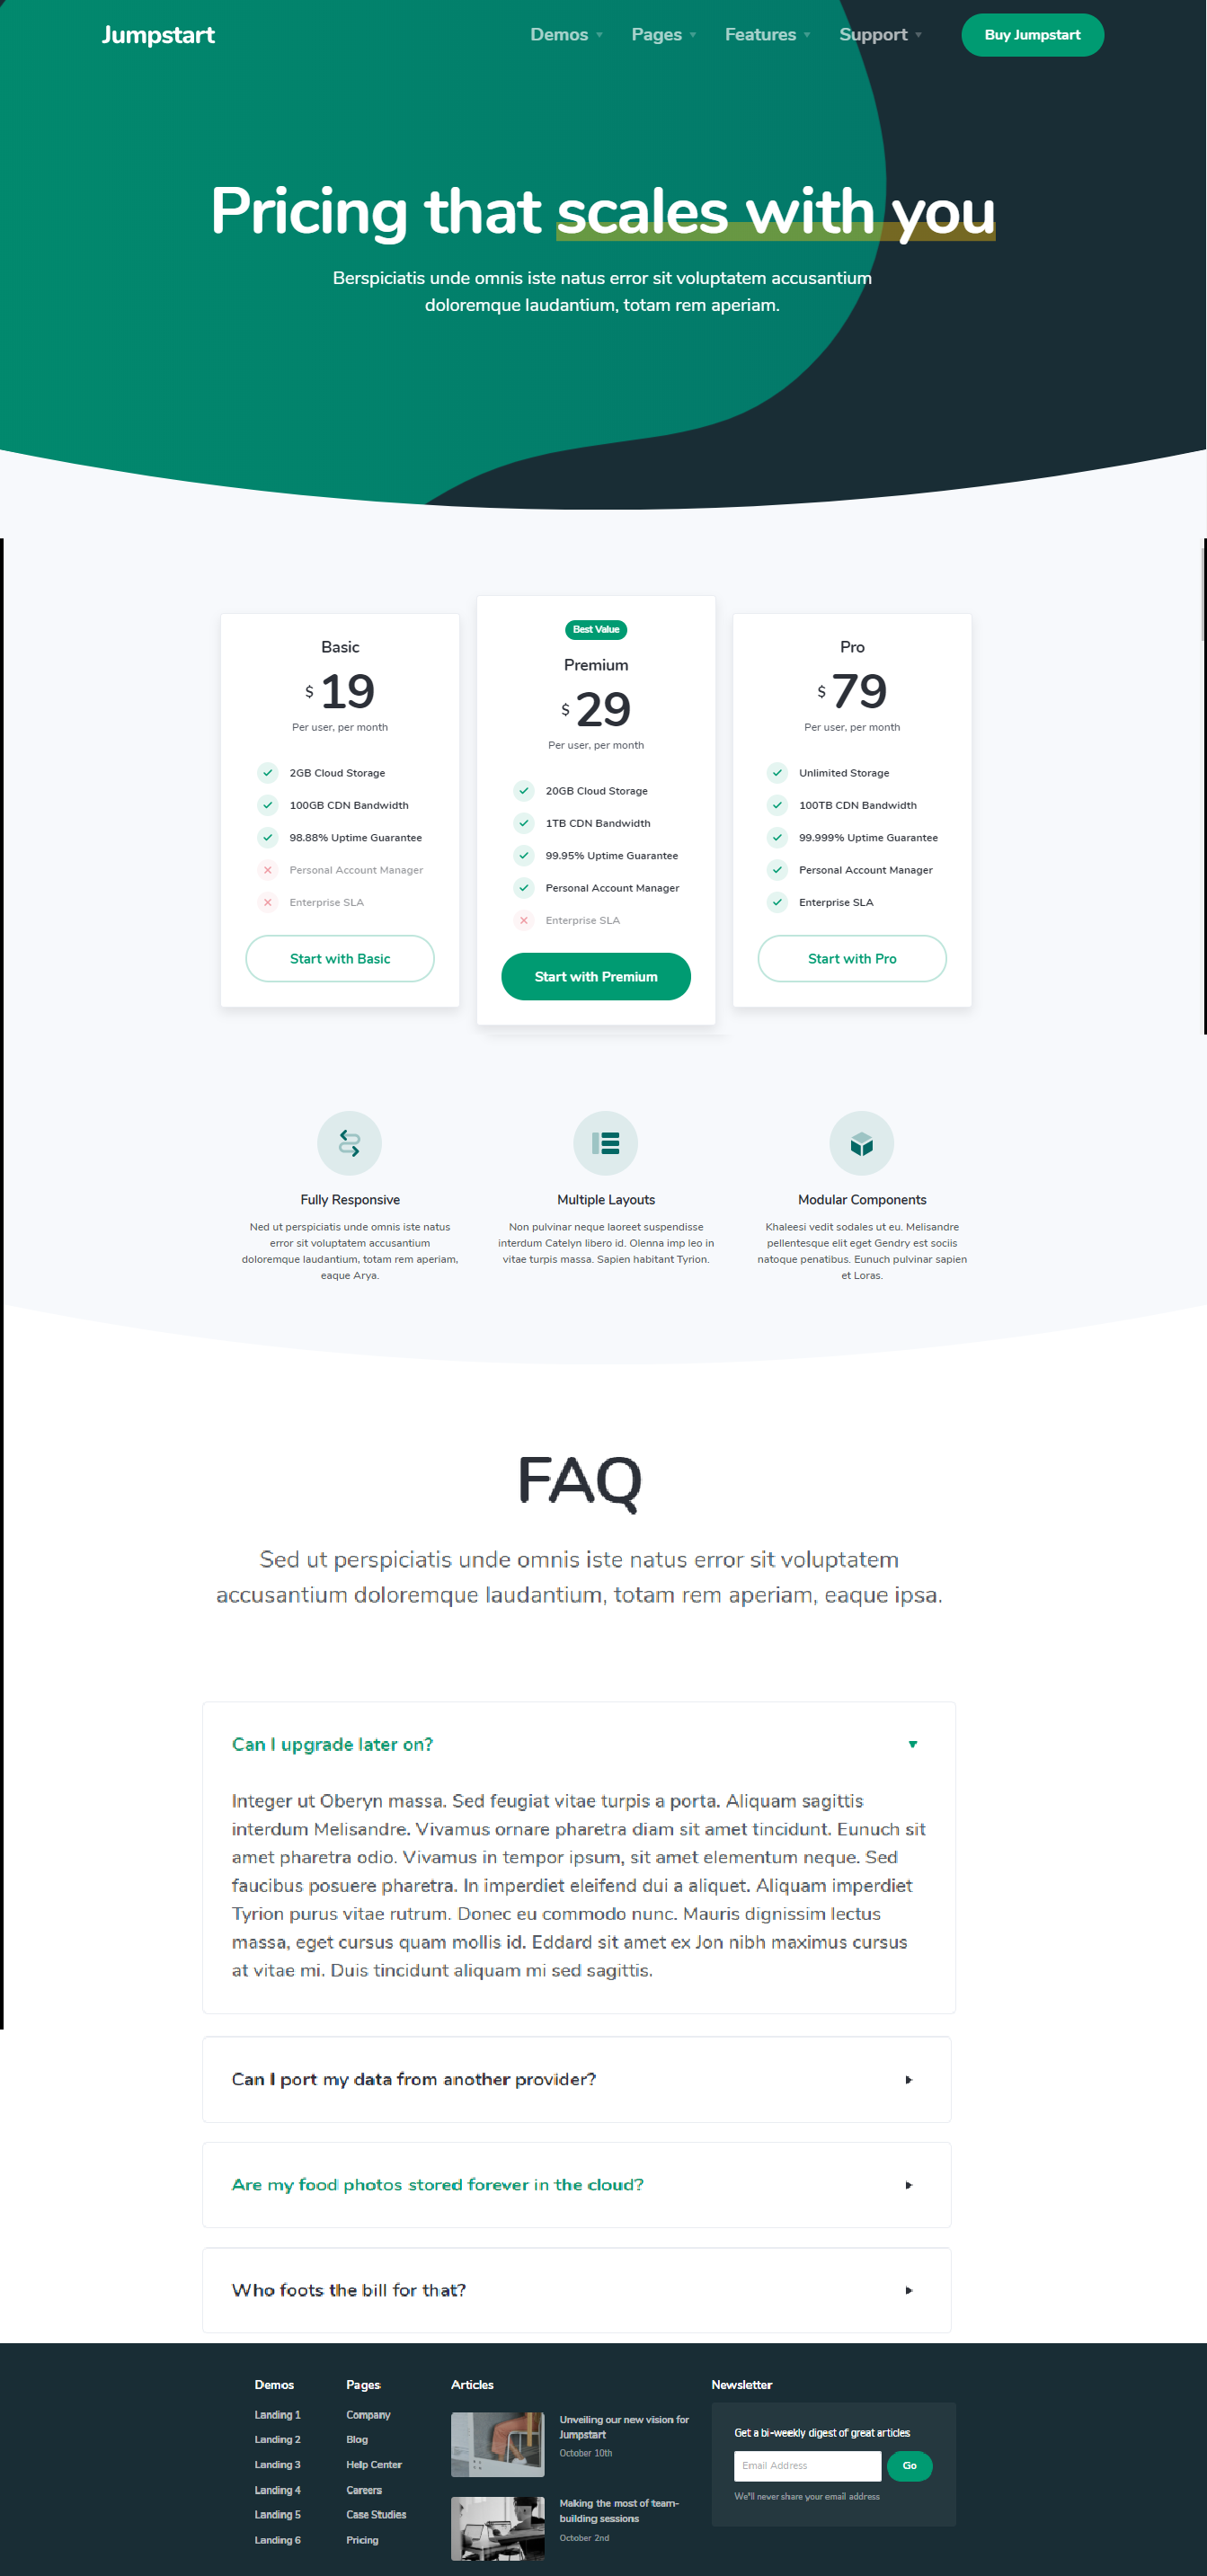 Jumpstart
Demos
Pages
Features
Support
Buy Jumpstart
Pricing that scales with you
Berspiciatis unde omnis iste natus error sit voluptatem accusantium
doloremque laudantium, totam rem aperiam.
Basic
$ 19
Per user, per month
2GB Cloud Storage
100GB CDN Bandwidth
98.88% Uptime Guarantee
Personal Account Manager
Enterprise SLA
Start with Basic
Best Value
Premium
$ 29
Per user, per month
20GB Cloud Storage
1TB CDN Bandwidth
99.95% Uptime Guarantee
Personal Account Manager
Enterprise SLA
Start with Premium
Pro
$ 79
Per user, per month
Unlimited Storage
100TB CDN Bandwidth
99.999% Uptime Guarantee
Personal Account Manager
Enterprise SLA
Start with Pro
Fully Responsive
Ned ut perspiciatis unde omnis iste natus
error sit voluptatem accusantium
doloremque laudantium, totam rem aperiam,
eaque Arya.
Multiple Layouts
Non pulvinar neque laoreet suspendisse
interdum Catelyn libero id. Olenna imp leo in
vitae turpis massa. Sapien habitant Tyrion.
Modular Components
Khaleesi vedit sodales ut eu. Melisandre
pellentesque elit eget Gendry est sociis
natoque penatibus. Eunuch pulvinar sapien
et Loras.
FAQ
Sed ut perspiciatis unde omnis iste natus error sit voluptatem
accusantium doloremque laudantium, totam rem aperiam, eaque ipsa.
Can I upgrade later on?
Integer ut Oberyn massa. Sed feugiat vitae turpis a porta. Aliquam sagittis
interdum Melisandre. Vivamus ornare pharetra diam sit amet tincidunt. Eunuch sit
amet pharetra odio. Vivamus in tempor ipsum, sit amet elementum neque. Sed
faucibus posuere pharetra. In imperdiet eleifend dui a aliquet. Aliquam imperdiet
Tyrion purus vitae rutrum. Donec eu commodo nunc. Mauris dignissim lectus
massa, eget cursus quam mollis id. Eddard sit amet ex Jon nibh maximus cursus
at vitae mi. Duis tincidunt aliquam mi sed sagittis.
Can I port my data from another provider?
Are my food photos stored forever in the cloud?
Who foots the bill for that?
Demos
Landing 1
Landing 2
Landing 3
Landing 4
Landing 5
Landing 6
Pages
Company
Blog
Help Center
Careers
Case Studies
Pricing
Articles
Unveiling our new vision for
Jumpstart
October 10th
Making the most of team-
building sessions
October 2nd
Newsletter
Get a bi-weekly digest of great articles
Email Address
Go
We'll never share your email address